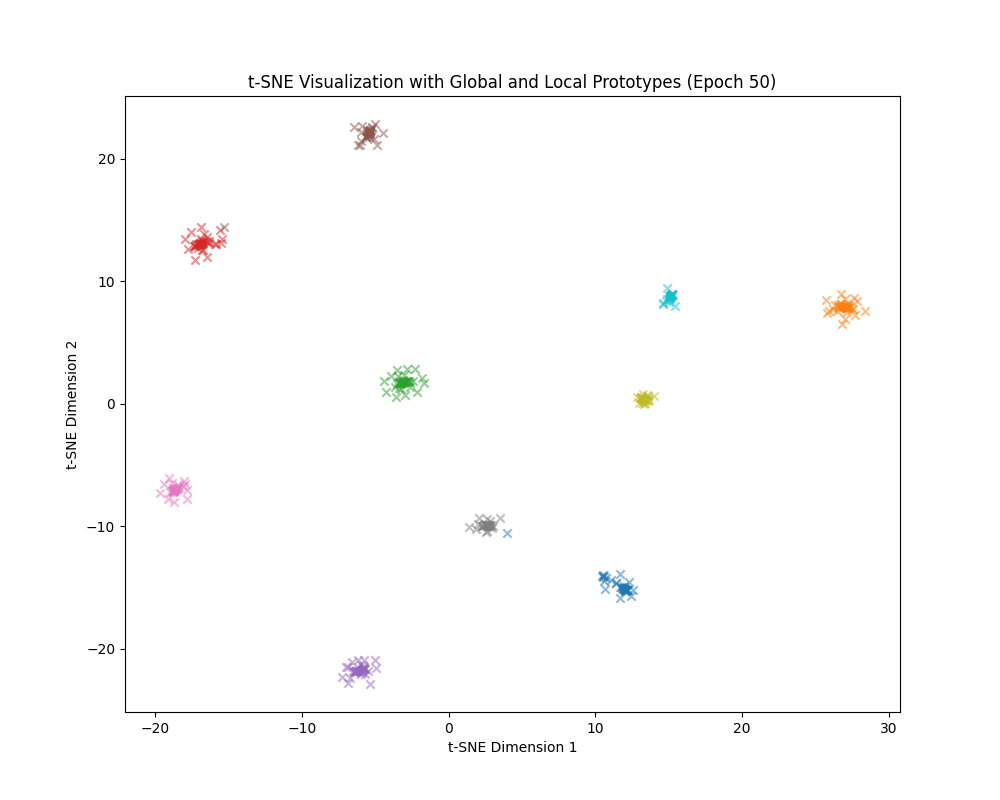 t-SNE Visualization with Global and Local Prototypes (Epoch 50)
20
10
0
−10
−20
t-SNE Dimension 2
−20 −10 0 10 20 30
t-SNE Dimension 1